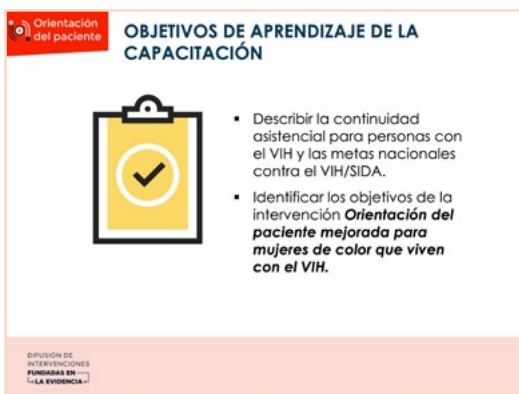 Orientación
del paciente
OBJETIVOS DE APRENDIZAJE DE LA
CAPACITACIÓN
▪ Describir la continuidad
asistencial para personas con
el VIH y las metas nacionales
contra el VIH/SIDA.
▪ Identificar los objetivos de la
intervención Orientación del
paciente mejorada para
mujeres de color que viven
con el VIH.
DIFUSIÓN DE
INTERVENCIONES
FUNDADAS EN
LA EVIDENCIA